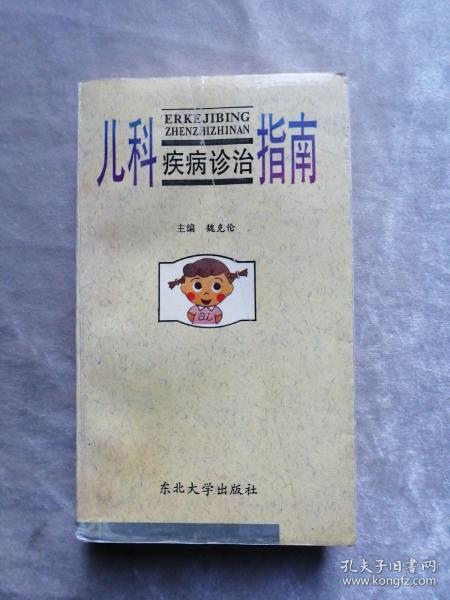 ERKEJIBING
ZHENZHIZHINAN
儿科疾病诊治指南
主编 魏克伦
ai
东北大学出版社
孔夫子旧书网
www.kongfz.com